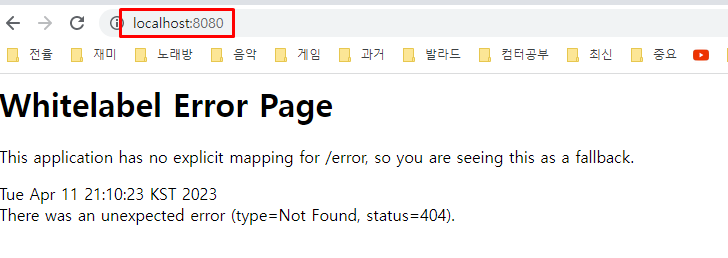 localhost:8080
전율 재미 노래방 음악 게임 과거 발라드 컴터공부 최신 중요
Whitelabel Error Page
This application has no explicit mapping for /error, so you are seeing this as a fallback.
Tue Apr 11 21:10:23 KST 2023
There was an unexpected error (type=Not Found, status=404).